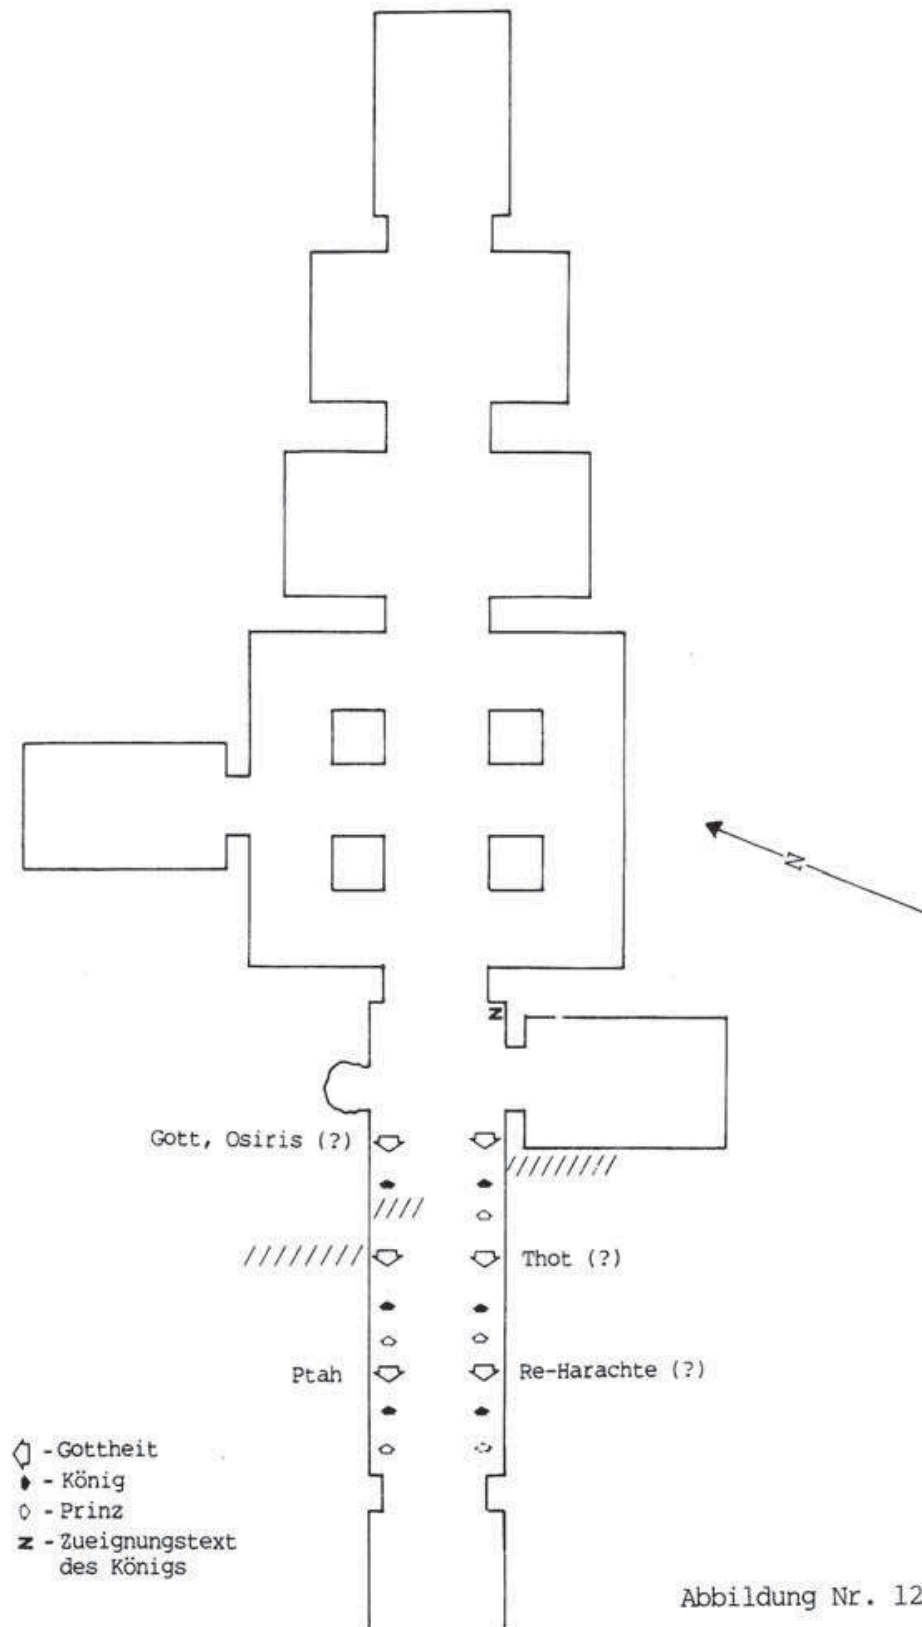 N
N
Gott, Osiris (?)
Thot (?)
Ptah
Re-Harachte (?)
- Gottheit
- König
- Prinz
N - Zueignungstext
des Königs
Abbildung Nr. 12